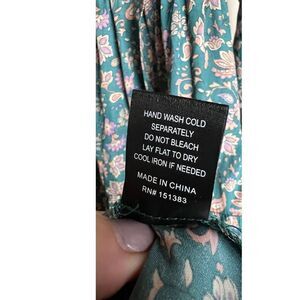 HAND WASH COLD
SEPARATELY
DO NOT BLEACH
LAY FLAT TO DRY
COOL IRON IF NEEDED
MADE IN CHINA
RN# 151383